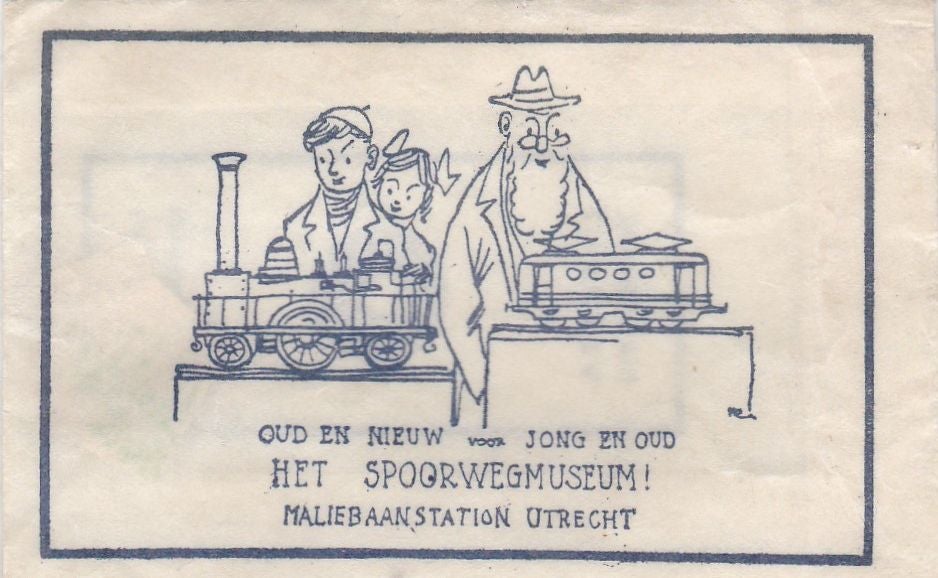 OUD EN NIEUW voor JONG EN OUD
HET SPOORWEGMUSEUM!
MALIEBAANSTATION UTRECHT